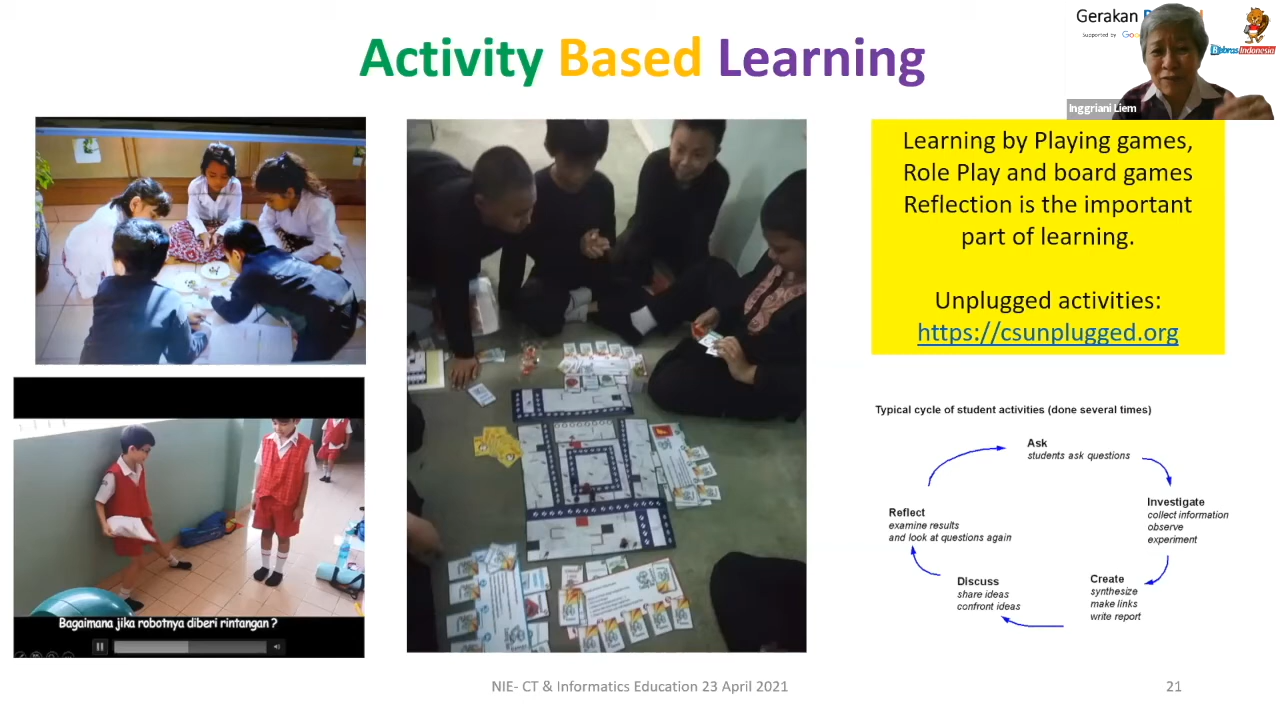 Activity Based Learning
Gerakan
Supported by
Bebras Indonesia
Inggriani Liem
Learning by Playing games,
Role Play and board games
Reflection is the important
part of learning.
Unplugged activities:
https://csunplugged.org
Bagaimana jika robotnya diberi rintangan ?
Typical cycle of student activities (done several times)
Ask
students ask questions
Investigate
collect information
observe
experiment
Create
synthesize
make links
write report
Discuss
share ideas
confront ideas
Reflect
examine results
and look at questions again
NIE- CT & Informatics Education 23 April 2021
21